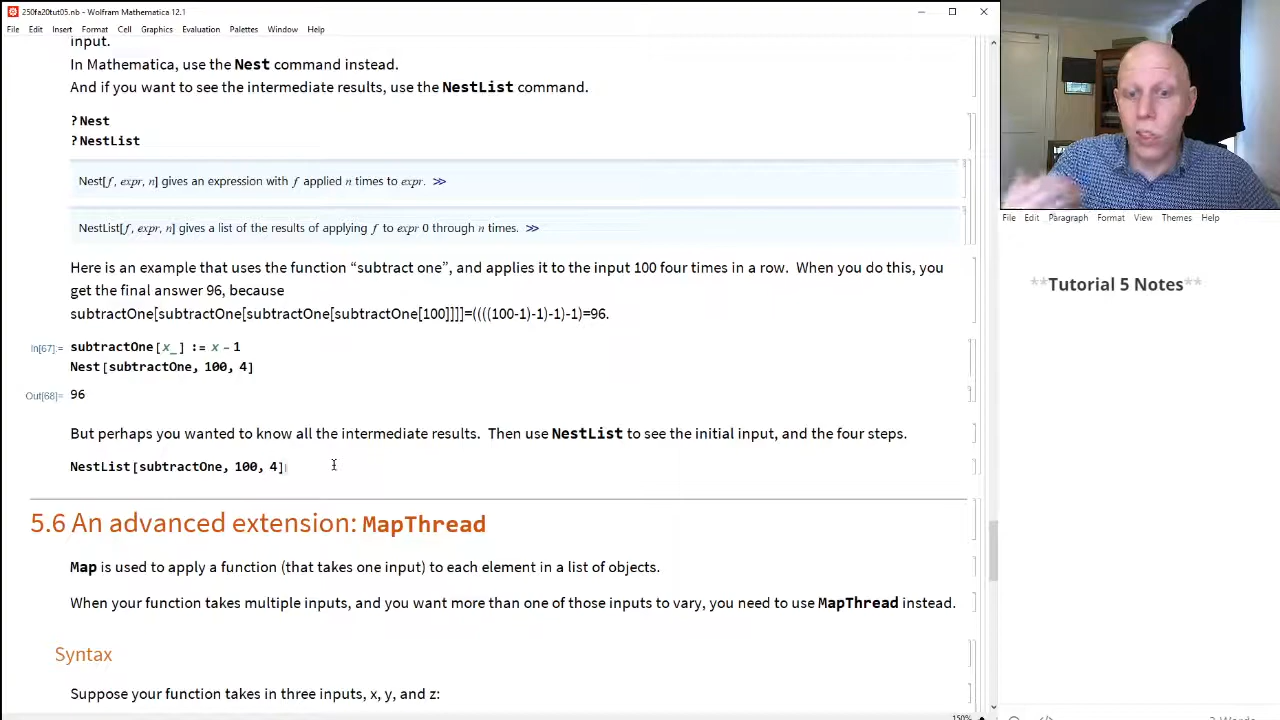 250fa20tut05.nb - Wolfram Mathematica 12.1
File Edit Insert Format Cell Graphics Evaluation Palettes Window Help
input.
In Mathematica, use the Nest command instead.
And if you want to see the intermediate results, use the NestList command.
?Nest
?NestList
Nest[f, expr, n] gives an expression with f applied n times to expr. >>
NestList[f, expr, n] gives a list of the results of applying f to expr 0 through n times. >>
Here is an example that uses the function “subtract one”, and applies it to the input 100 four times in a row. When you do this, you
get the final answer 96, because
subtractOne[subtractOne[subtractOne[subtractOne[100]]]]=((((100-1)-1)-1)-1)=96.
In[67]:= subtractOne[x_] := x - 1
Nest[subtractOne, 100, 4]
Out[68]= 96
But perhaps you wanted to know all the intermediate results. Then use NestList to see the initial input, and the four steps.
NestList[subtractOne, 100, 4]
5.6 An advanced extension: MapThread
Map is used to apply a function (that takes one input) to each element in a list of objects.
When your function takes multiple inputs, and you want more than one of those inputs to vary, you need to use MapThread instead.
Syntax
Suppose your function takes in three inputs, x, y, and z:
150%
File Edit Paragraph Format View Themes Help
**Tutorial 5 Notes**